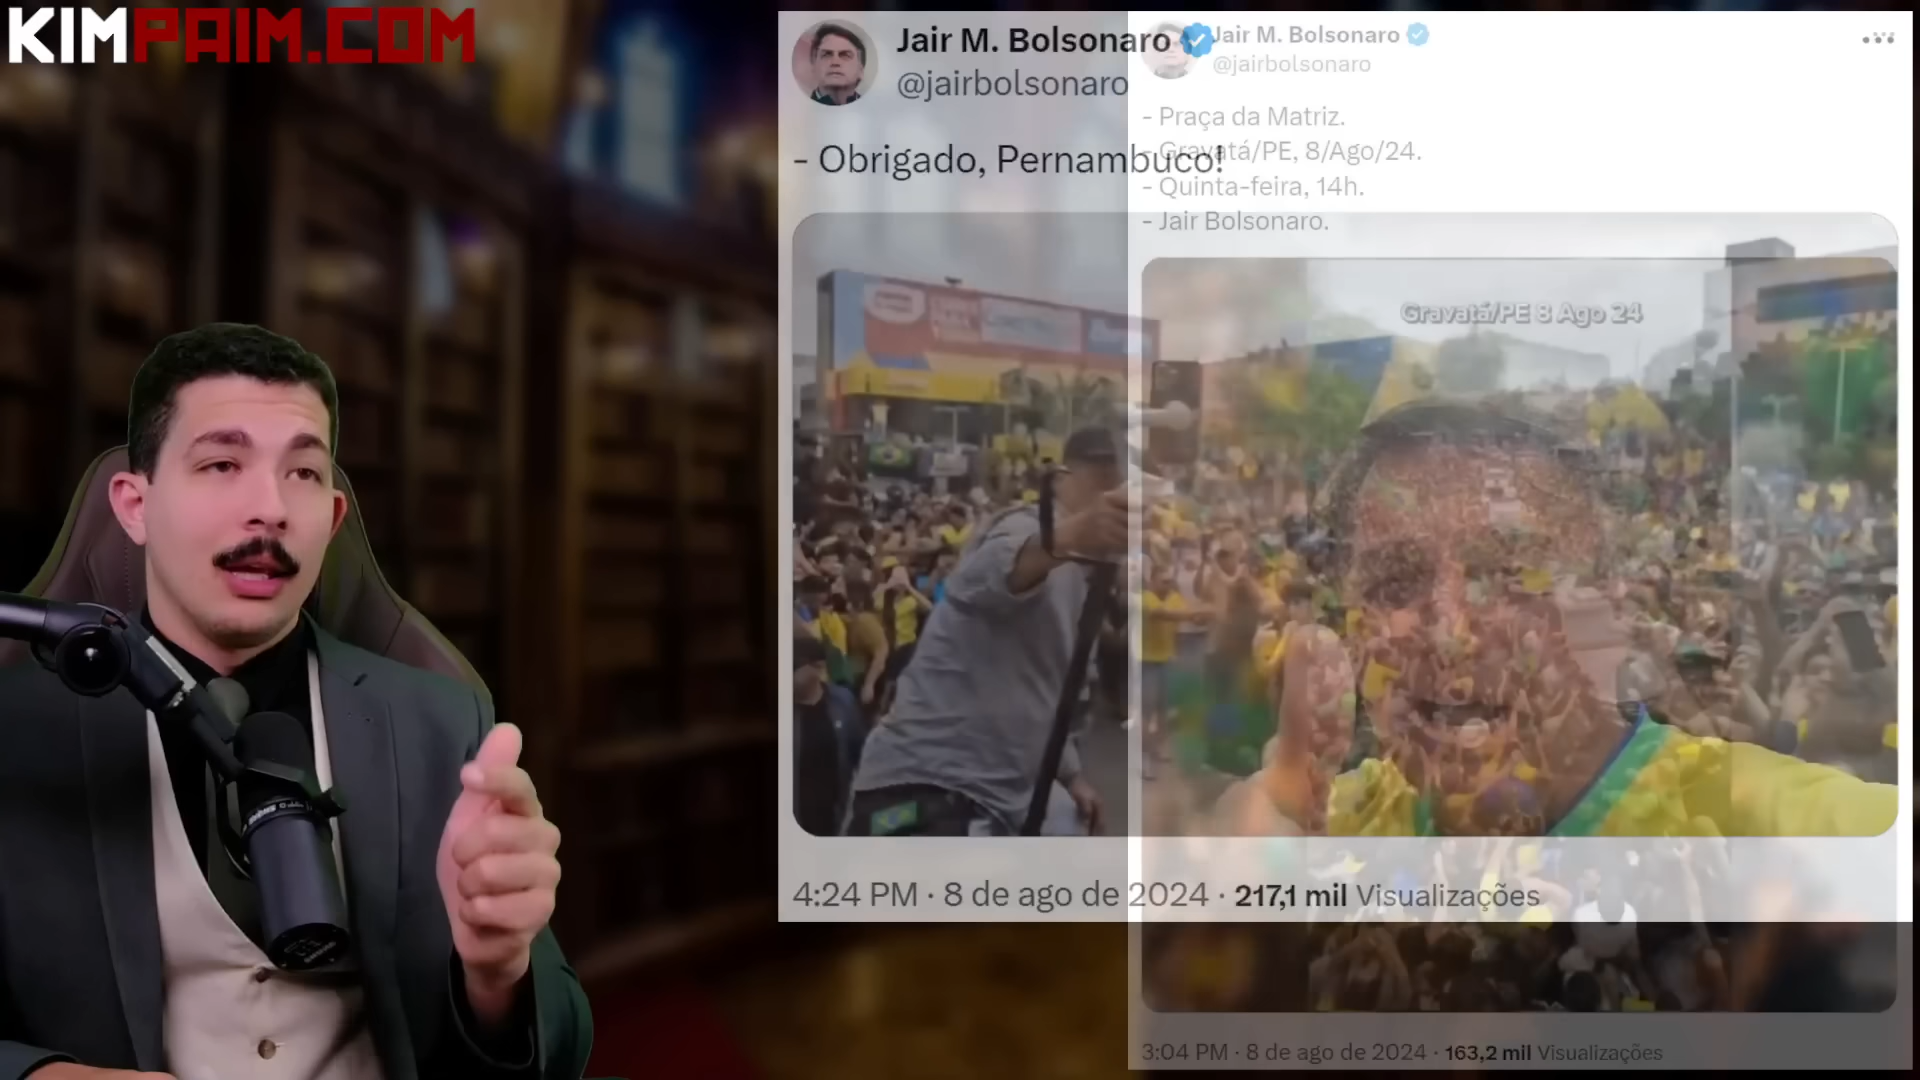 KIMPAIM.COM
Jair M. Bolsonaro
@jairbolsonaro
- Obrigado, Pernambuco!
4:24 PM · 8 de ago de 2024 · 217,1 mil Visualizações
Jair M. Bolsonaro
@jairbolsonaro
- Praça da Matriz.
- Gravatá/PE, 8/Ago/24.
- Quinta-feira, 14h.
- Jair Bolsonaro.
Gravatá/PE 8 Ago 24
3:04 PM · 8 de ago de 2024 · 163,2 mil Visualizações